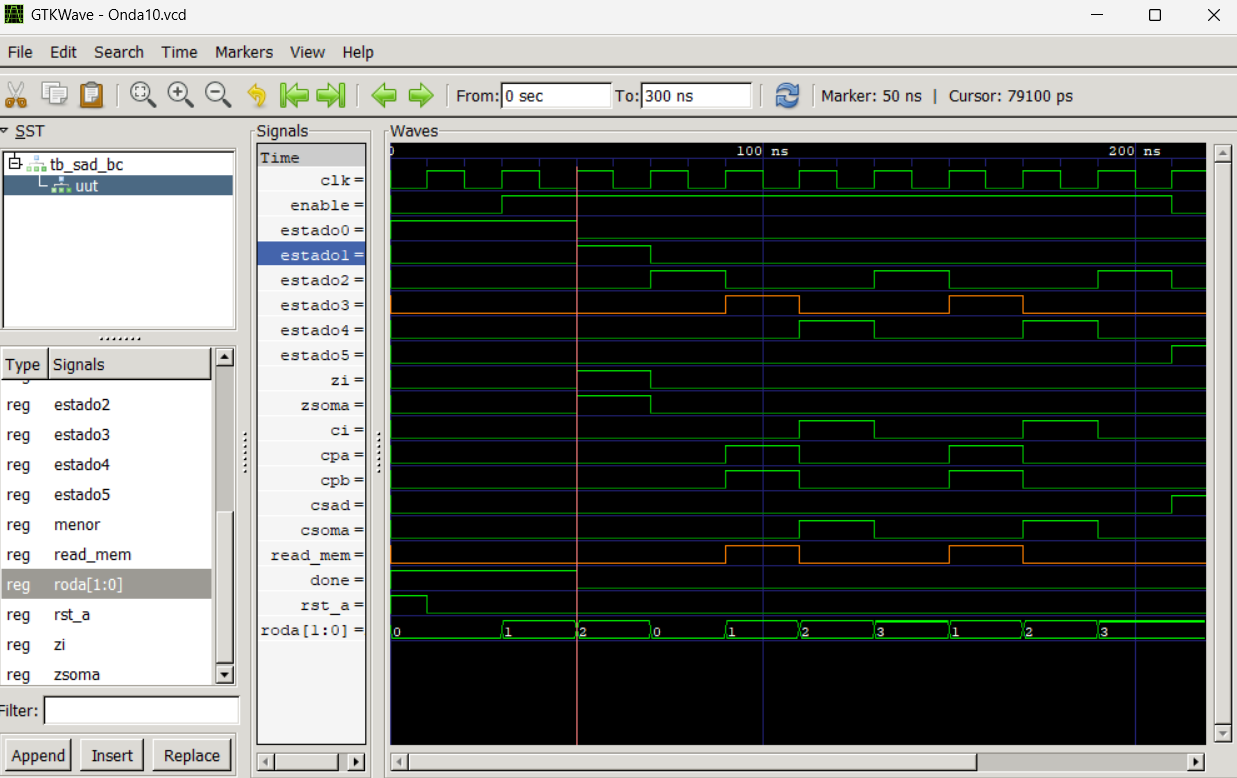 GTKWave - Onda10.vcd
File Edit Search Time Markers View Help
From: 0 sec To: 300 ns Marker: 50 ns | Cursor: 79100 ps
SST
tb_sad_bc
uut
Type Signals
reg estado2
reg estado3
reg estado4
reg estado5
reg menor
reg read_mem
reg roda[1:0]
reg rst_a
reg zi
reg zsoma
Filter:
Append Insert Replace
Signals
Time
clk=
enable=
estado0=
estado1=
estado2=
estado3=
estado4=
estado5=
zi=
zsoma=
ci=
cpa=
cpb=
csad=
csoma=
read_mem=
done=
rst_a=
roda[1:0]=
Waves
0 100 ns 200 ns
0 1 2 0 1 2 3 1 2 3